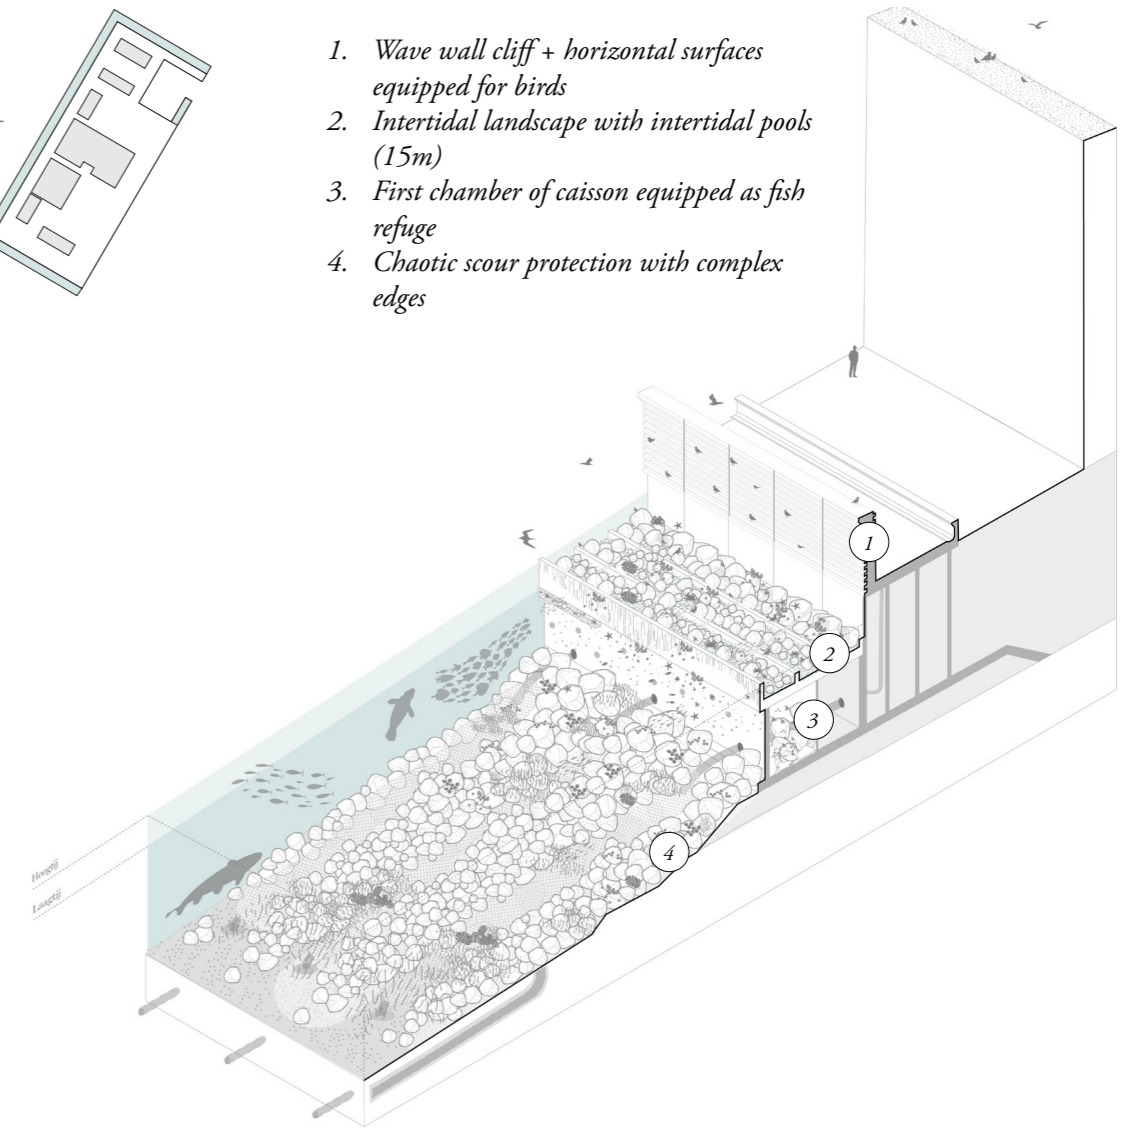 1. Wave wall cliff + horizontal surfaces
equipped for birds
2. Intertidal landscape with intertidal pools
(15m)
3. First chamber of caisson equipped as fish
refuge
4. Chaotic scour protection with complex
edges
1
2
3
4
Hoogtij
Laagtij